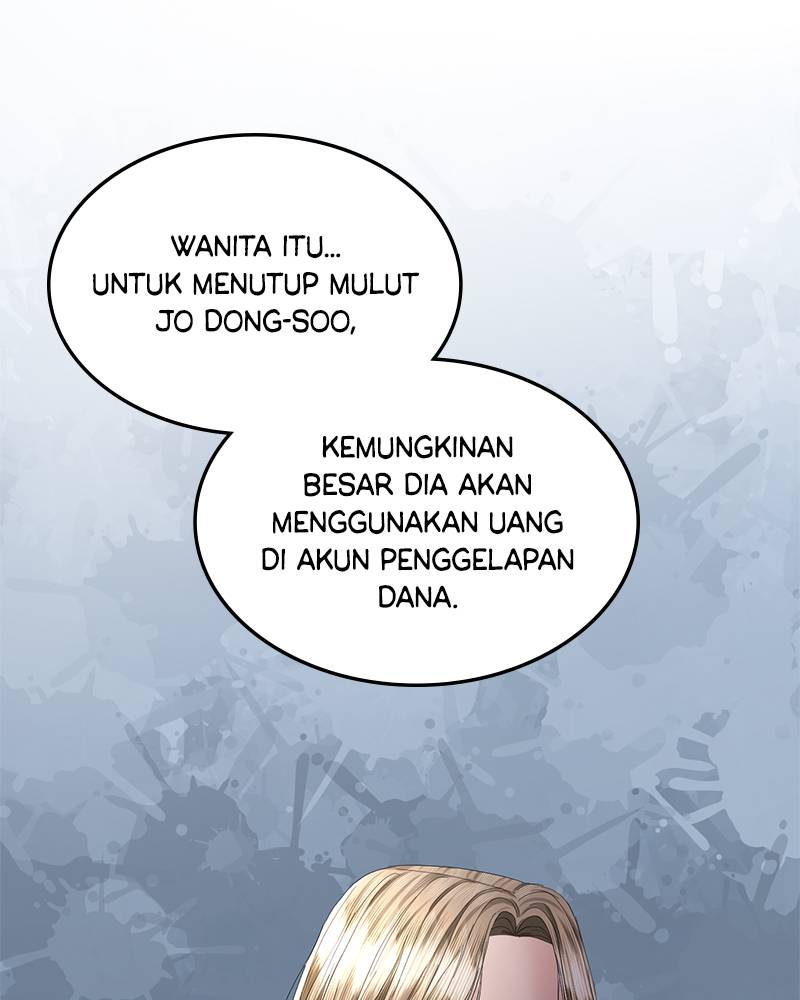 WANITA ITU...
UNTUK MENUTUP MULUT
JO DONG-SOO,
KEMUNGKINAN
BESAR DIA AKAN
MENGGUNAKAN UANG
DI AKUN PENGGELAPAN
DANA.